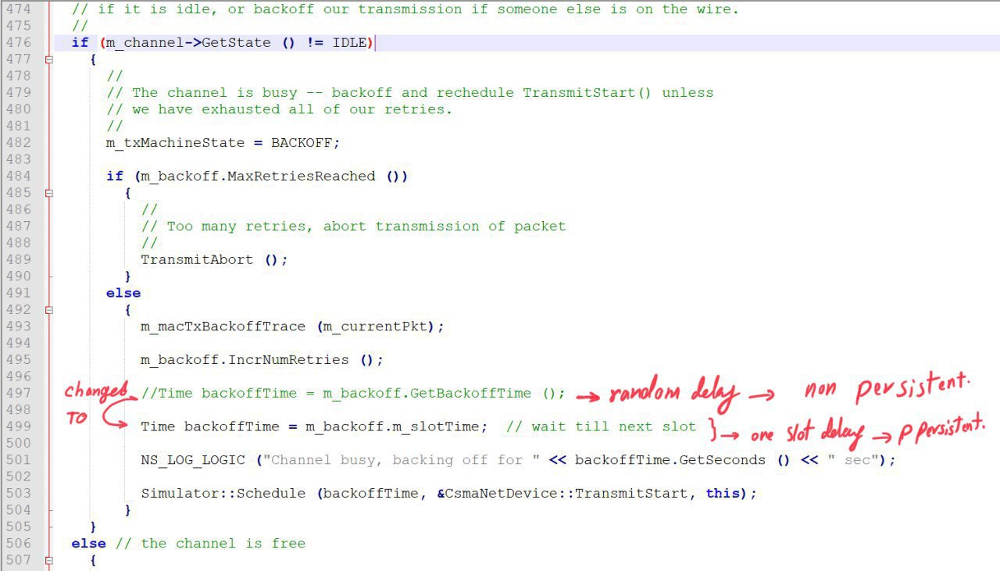 474 // if it is idle, or backoff our transmission if someone else is on the wire.
475 //
476 if (m_channel->GetState () != IDLE)
477 {
478 //
479 // The channel is busy -- backoff and rechedule TransmitStart() unless
480 // we have exhausted all of our retries.
481 //
482 m_txMachineState = BACKOFF;
483
484 if (m_backoff.MaxRetriesReached ())
485 {
486 //
487 // Too many retries, abort transmission of packet
488 //
489 TransmitAbort ();
490 }
491 else
492 {
493 m_macTxBackoffTrace (m_currentPkt);
494
495 m_backoff.IncrNumRetries ();
496
497 changed //Time backoffTime = m_backoff.GetBackoffTime (); → random delay → non persistent.
498 TO
499 Time backoffTime = m_backoff.m_slotTime; // wait till next slot } → one slot delay → P persistent.
500
501 NS_LOG_LOGIC ("Channel busy, backing off for " << backoffTime.GetSeconds () << " sec");
502
503 Simulator::Schedule (backoffTime, &CsmaNetDevice::TransmitStart, this);
504 }
505 }
506 else // the channel is free
507 {